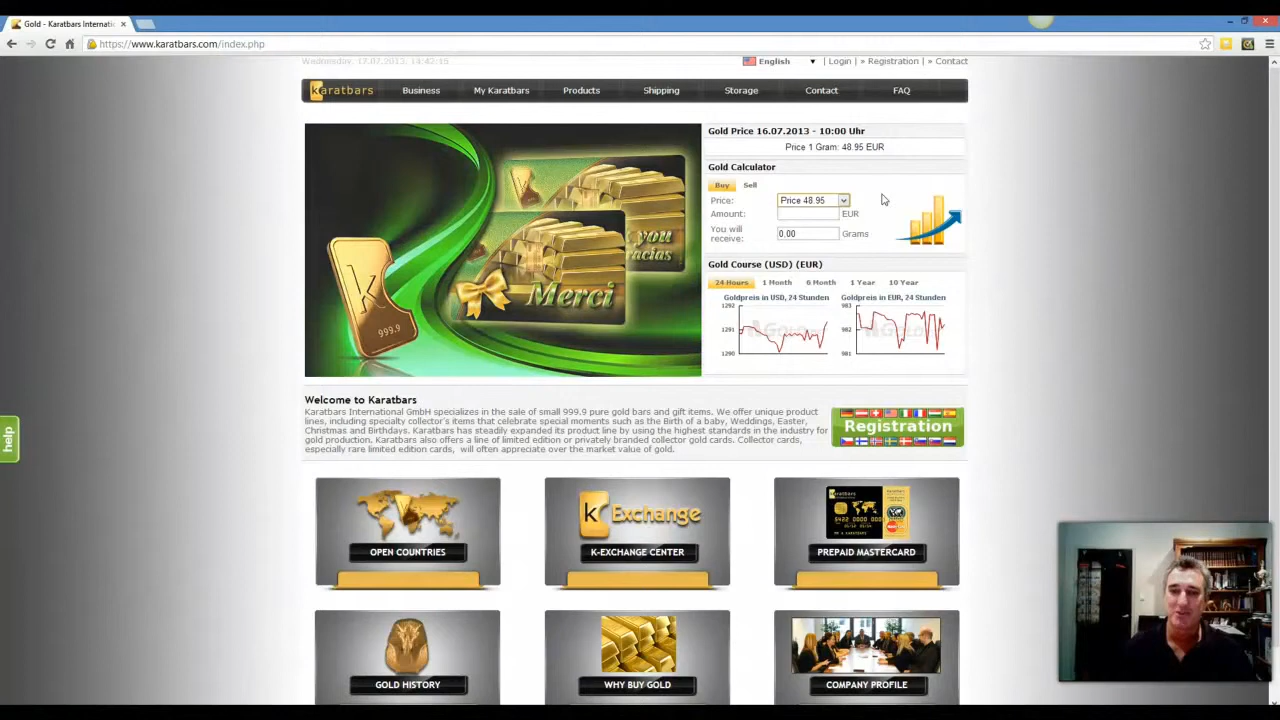 Gold - Karatbars Internatio
https://www.karatbars.com/index.php
Wednesday, 17.07.2013, 14:42:15
English | Login | » Registration | » Contact
karatbars Business My Karatbars Products Shipping Storage Contact FAQ
Gold Price 16.07.2013 - 10:00 Uhr
Price 1 Gram: 48.95 EUR
Gold Calculator
Buy Sell
Price: Price 48.95
Amount: EUR
You will receive: 0,00 Grams
you
gracias
Merci
K
999.9
Gold Course (USD) (EUR)
24 Hours 1 Month 6 Month 1 Year 10 Year
Goldpreis in USD, 24 Stunden Goldpreis in EUR, 24 Stunden
1292 983
1291 982
1290 981
Welcome to Karatbars
Karatbars International GmbH specializes in the sale of small 999.9 pure gold bars and gift items. We offer unique product
lines, including specialty collector's items that celebrate special moments such as the Birth of a baby, Weddings, Easter,
Christmas and Birthdays. Karatbars has steadily expanded its product line by using the highest standards in the industry for
gold production. Karatbars also offers a line of limited edition or privately branded collector gold cards. Collector cards,
especially rare limited edition cards, will often appreciate over the market value of gold.
Registration
help
K Exchange
Karatbars
OPEN COUNTRIES K-EXCHANGE CENTER PREPAID MASTERCARD
GOLD HISTORY WHY BUY GOLD COMPANY PROFILE